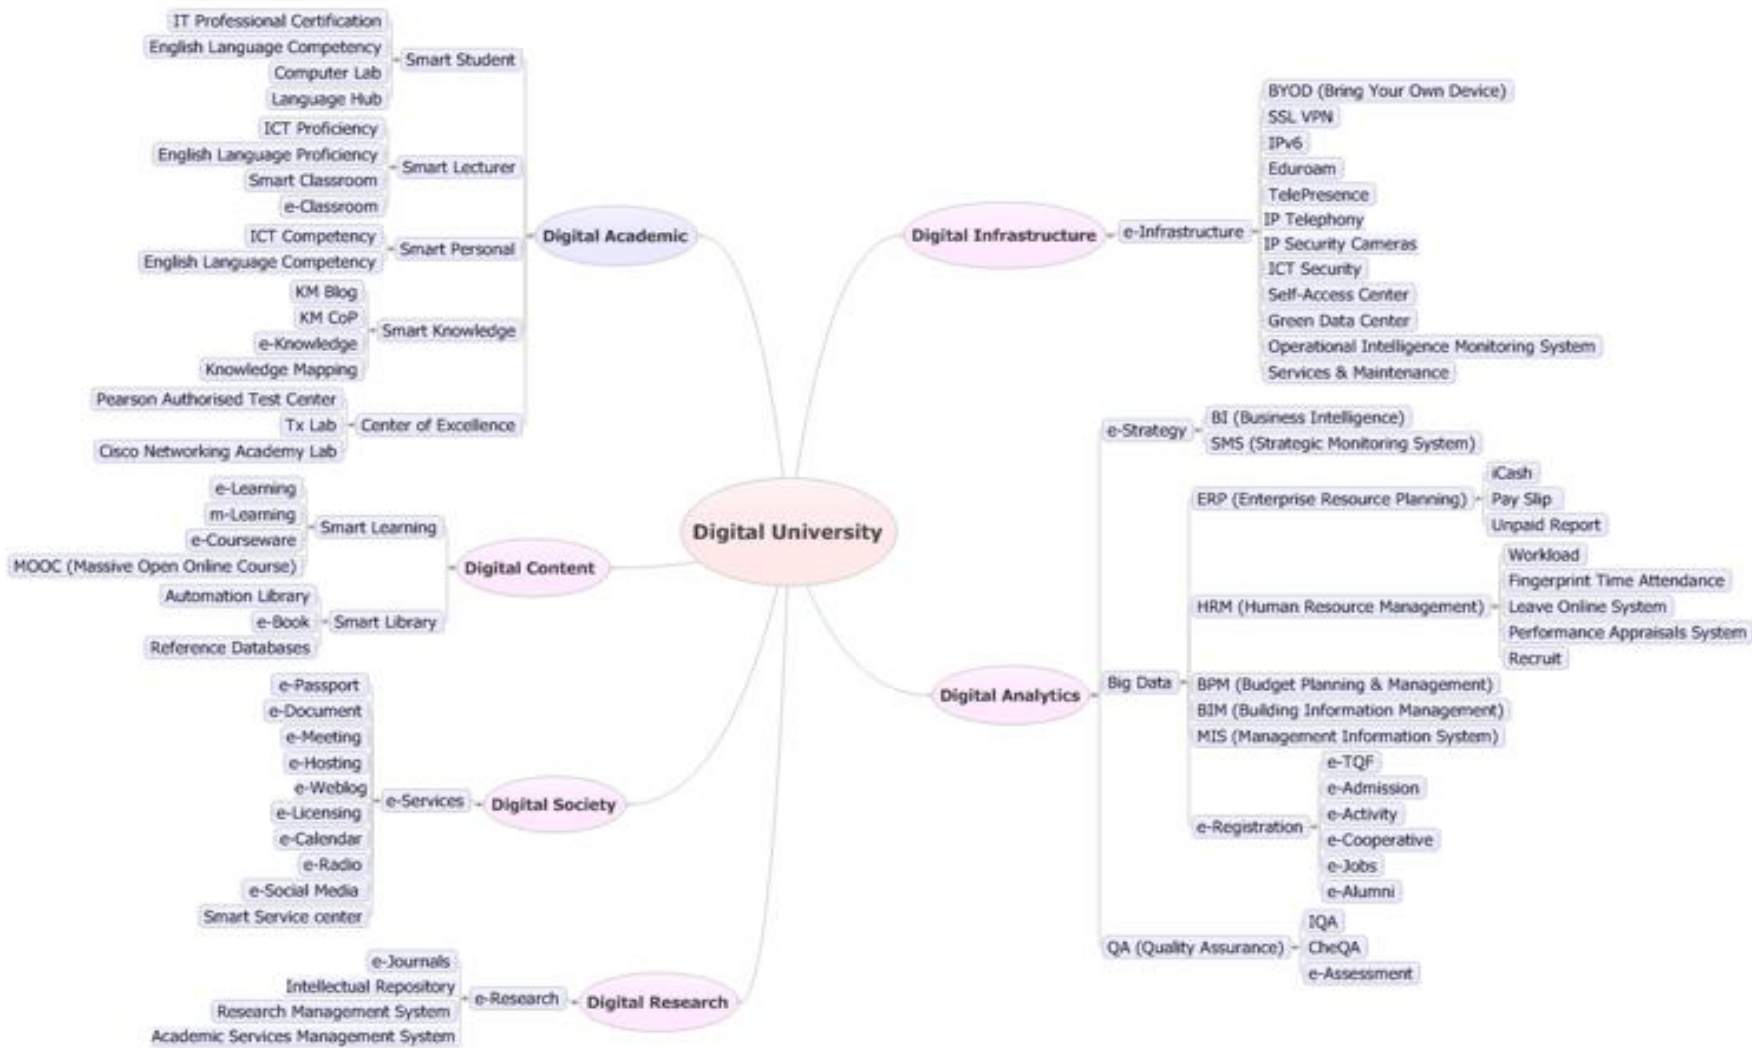 Digital University
Digital Academic
Smart Student
IT Professional Certification
English Language Competency
Computer Lab
Language Hub
Smart Lecturer
ICT Proficiency
English Language Proficiency
Smart Classroom
e-Classroom
Smart Personal
ICT Competency
English Language Competency
Smart Knowledge
KM Blog
KM CoP
e-Knowledge
Knowledge Mapping
Center of Excellence
Pearson Authorised Test Center
Tx Lab
Cisco Networking Academy Lab
Digital Content
Smart Learning
e-Learning
m-Learning
e-Courseware
MOOC (Massive Open Online Course)
Smart Library
Automation Library
e-Book
Reference Databases
Digital Society
e-Services
e-Passport
e-Document
e-Meeting
e-Hosting
e-Weblog
e-Licensing
e-Calendar
e-Radio
e-Social Media
Smart Service center
Digital Research
e-Research
e-Journals
Intellectual Repository
Research Management System
Academic Services Management System
Digital Infrastructure
e-Infrastructure
BYOD (Bring Your Own Device)
SSL VPN
IPv6
Eduroam
TelePresence
IP Telephony
IP Security Cameras
ICT Security
Self-Access Center
Green Data Center
Operational Intelligence Monitoring System
Services & Maintenance
Digital Analytics
e-Strategy
BI (Business Intelligence)
SMS (Strategic Monitoring System)
Big Data
ERP (Enterprise Resource Planning)
iCash
Pay Slip
Unpaid Report
HRM (Human Resource Management)
Workload
Fingerprint Time Attendance
Leave Online System
Performance Appraisals System
Recruit
BPM (Budget Planning & Management)
BIM (Building Information Management)
MIS (Management Information System)
e-Registration
e-TQF
e-Admission
e-Activity
e-Cooperative
e-Jobs
e-Alumni
QA (Quality Assurance)
IQA
CheQA
e-Assessment